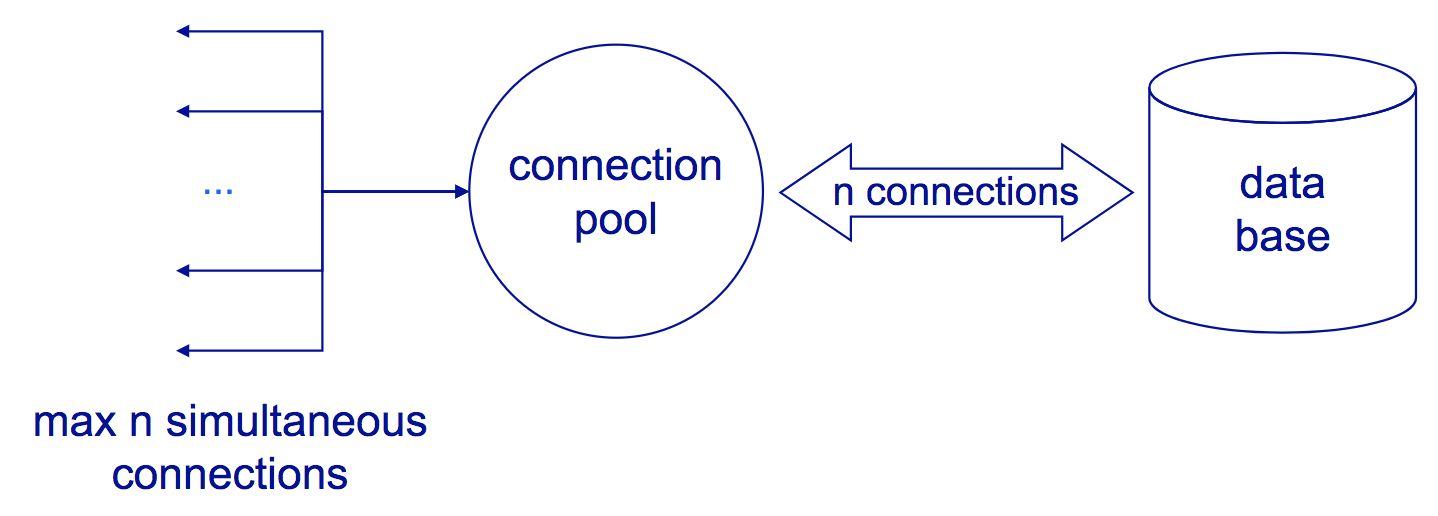 ...
connection
pool
n connections
data
base
max n simultaneous
connections